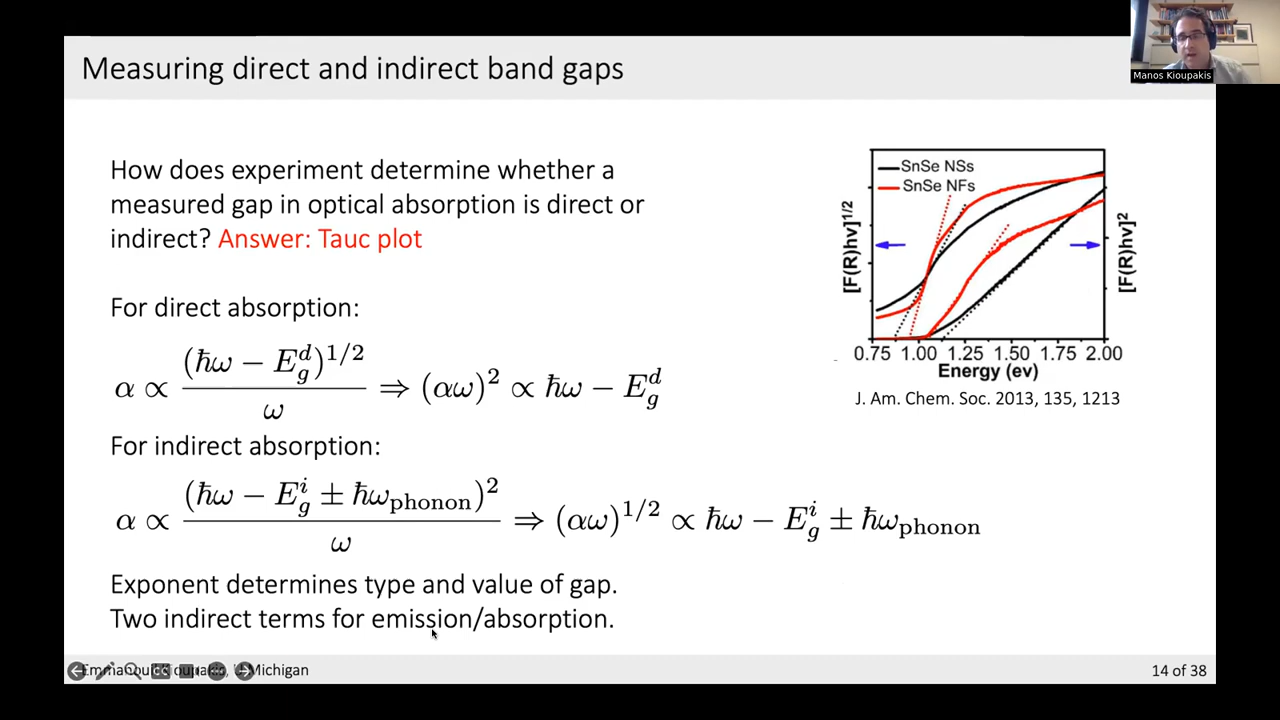 Measuring direct and indirect band gaps
Manos Kioupakis
How does experiment determine whether a
measured gap in optical absorption is direct or
indirect? Answer: Tauc plot
For direct absorption:
α ∝ (ħω − E_g^d)^{1/2} / ω ⇒ (αω)^2 ∝ ħω − E_g^d
For indirect absorption:
α ∝ (ħω − E_g^i ± ħω_phonon)^2 / ω ⇒ (αω)^{1/2} ∝ ħω − E_g^i ± ħω_phonon
Exponent determines type and value of gap.
Two indirect terms for emission/absorption.
SnSe NSs
SnSe NFs
[F(R)hν]^1/2
[F(R)hν]^2
0.75 1.00 1.25 1.50 1.75 2.00
Energy (ev)
J. Am. Chem. Soc. 2013, 135, 1213
Emmanouil Kioupakis, U Michigan
14 of 38